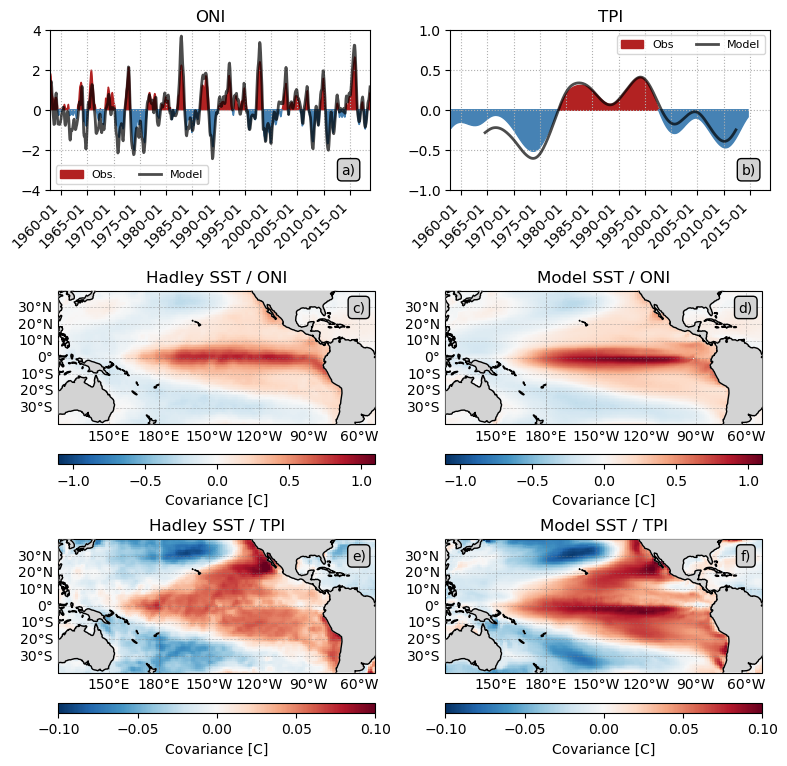 ONI
4
2
0
−2
−4
Obs.
Model
a)
1960-01
1965-01
1970-01
1975-01
1980-01
1985-01
1990-01
1995-01
2000-01
2005-01
2010-01
2015-01
TPI
1.0
0.5
0.0
−0.5
−1.0
Obs
Model
b)
1960-01
1965-01
1970-01
1975-01
1980-01
1985-01
1990-01
1995-01
2000-01
2005-01
2010-01
2015-01
Hadley SST / ONI
c)
30°N
20°N
10°N
0°
10°S
20°S
30°S
150°E 180° 150°W 120°W 90°W 60°W
−1.0 −0.5 0.0 0.5 1.0
Covariance [C]
Model SST / ONI
d)
30°N
20°N
10°N
0°
10°S
20°S
30°S
150°E 180° 150°W 120°W 90°W 60°W
−1.0 −0.5 0.0 0.5 1.0
Covariance [C]
Hadley SST / TPI
e)
30°N
20°N
10°N
0°
10°S
20°S
30°S
150°E 180° 150°W 120°W 90°W 60°W
−0.10 −0.05 0.00 0.05 0.10
Covariance [C]
Model SST / TPI
f)
30°N
20°N
10°N
0°
10°S
20°S
30°S
150°E 180° 150°W 120°W 90°W 60°W
−0.10 −0.05 0.00 0.05 0.10
Covariance [C]